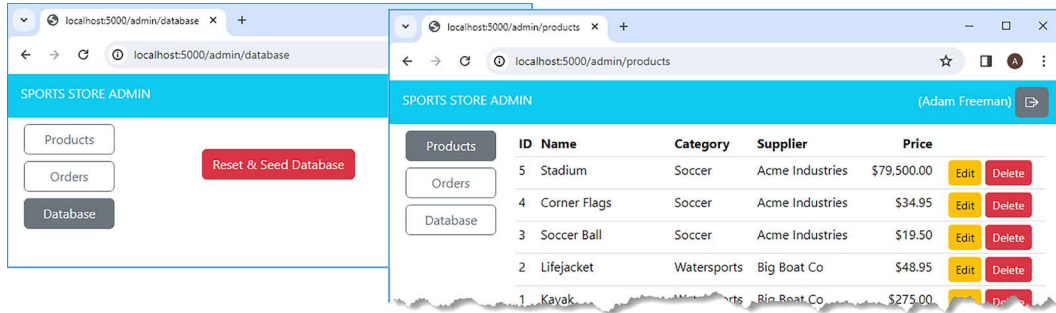 localhost:5000/admin/database
localhost:5000/admin/database
SPORTS STORE ADMIN
Products
Orders
Database
Reset & Seed Database
localhost:5000/admin/products
localhost:5000/admin/products
A
SPORTS STORE ADMIN (Adam Freeman)
Products
Orders
Database
ID Name Category Supplier Price
5 Stadium Soccer Acme Industries $79,500.00 Edit Delete
4 Corner Flags Soccer Acme Industries $34.95 Edit Delete
3 Soccer Ball Soccer Acme Industries $19.50 Edit Delete
2 Lifejacket Watersports Big Boat Co $48.95 Edit Delete
1 Kayak Big Boat Co $275.00